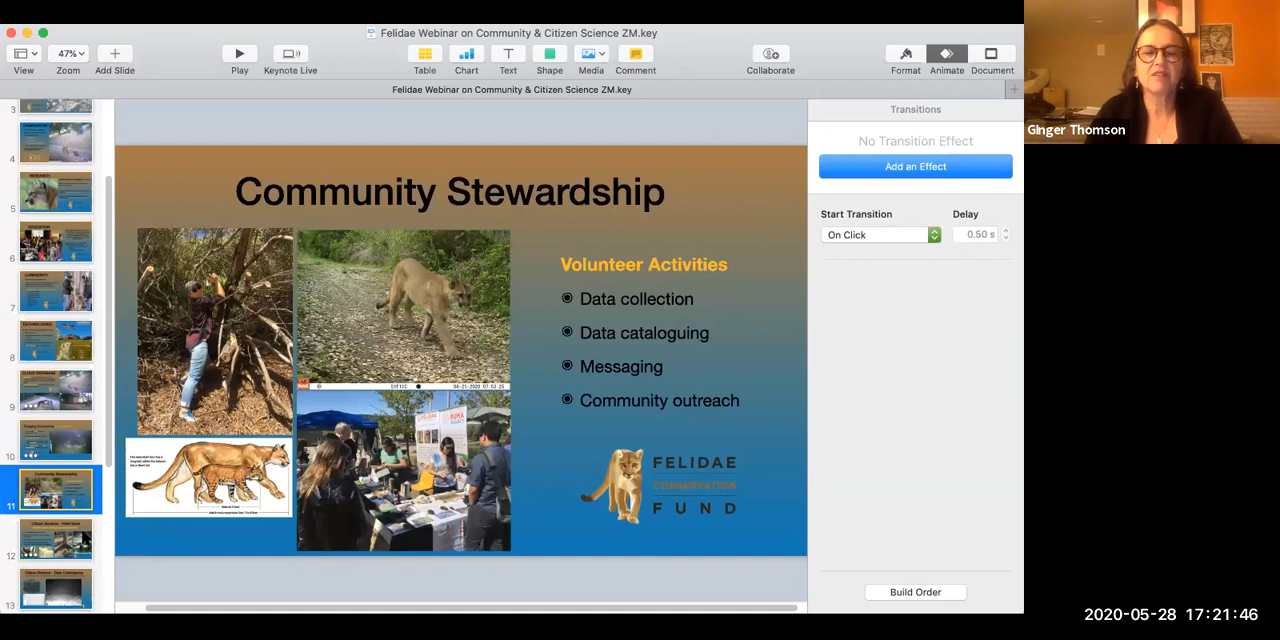 Felidae Webinar on Community & Citizen Science ZM.key
47%
View
Zoom
Add Slide
Play
Keynote Live
Table
Chart
Text
Shape
Media
Comment
Collaborate
Format
Animate
Document
Felidae Webinar on Community & Citizen Science ZM.key
3
4
5
6
7
8
9
10
11
12
13
Community Stewardship
Volunteer Activities
Data collection
Data cataloguing
Messaging
Community outreach
04-21-2020
PUMA
FELIDAE
CONSERVATION
FUND
Transitions
No Transition Effect
Add an Effect
Start Transition
Delay
On Click
0.50 s
Build Order
Ginger Thomson
2020-05-28 17:21:46